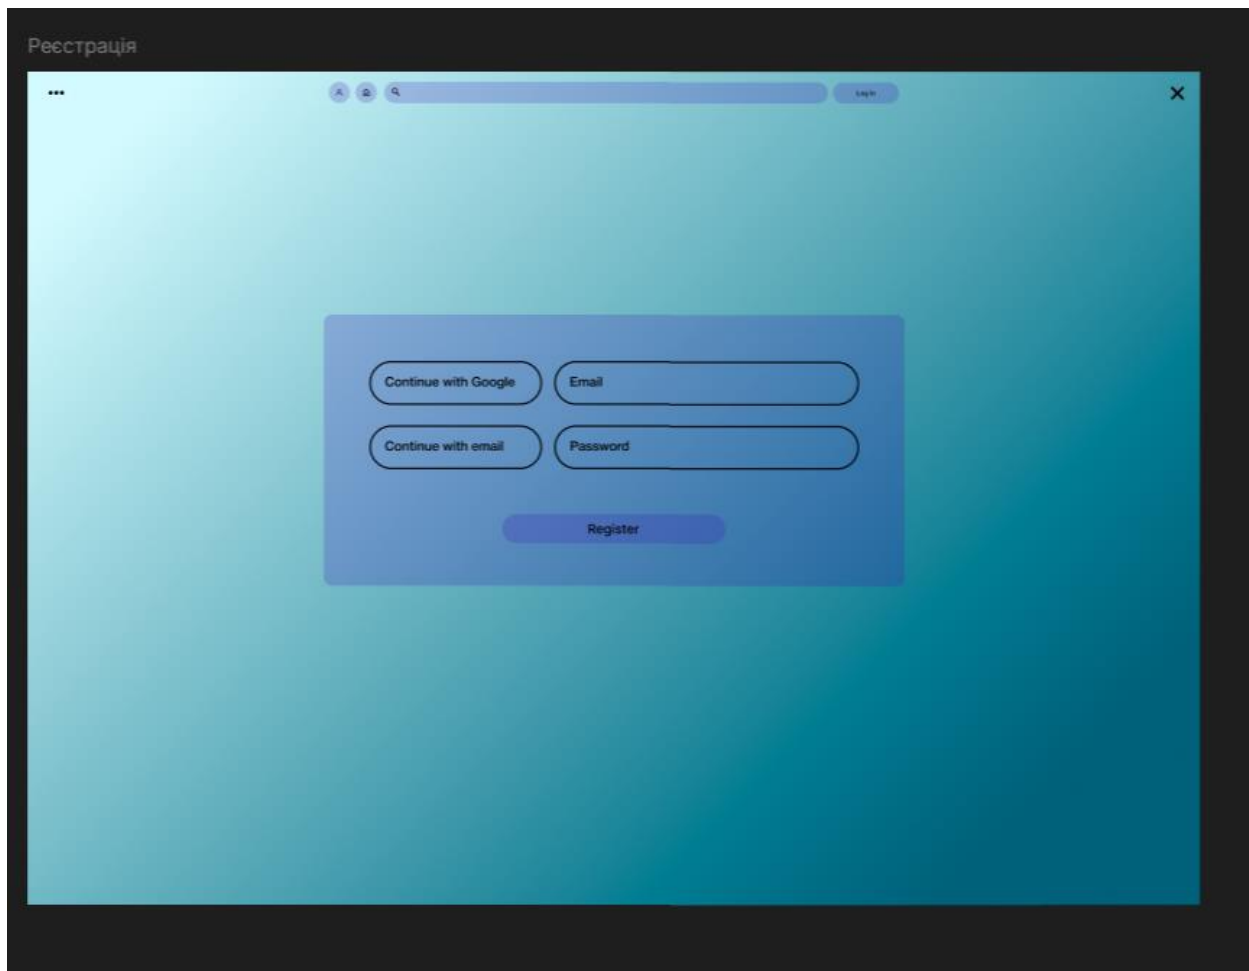 Реєстрація
Log In
Continue with Google
Email
Continue with email
Password
Register